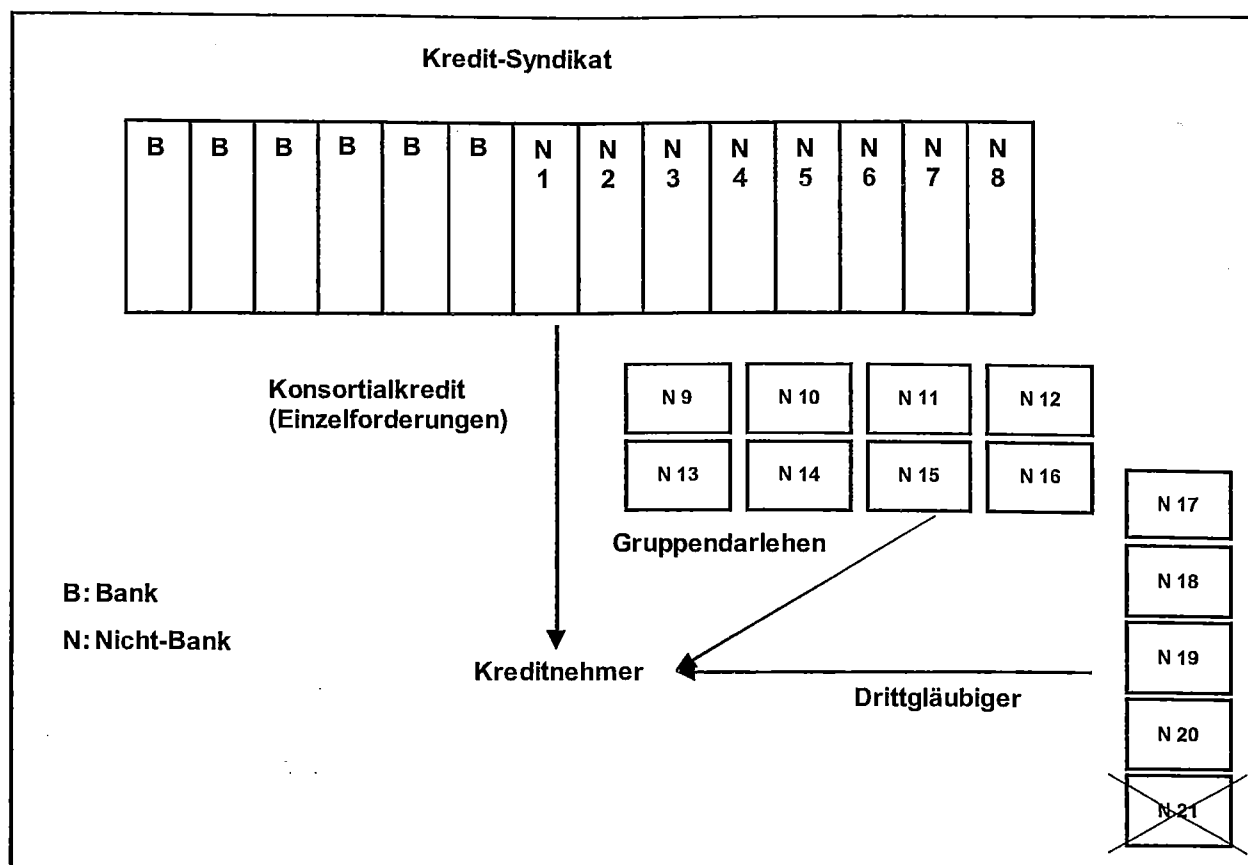 Kredit-Syndikat
B B B B B B N N N N N N N N
1 2 3 4 5 6 7 8
Konsortialkredit
(Einzelforderungen)
N 9 N 10 N 11 N 12
N 13 N 14 N 15 N 16
N 17
Gruppendarlehen
N 18
B: Bank
N: Nicht-Bank
N 19
Kreditnehmer
Drittgläubiger
N 20
N 21